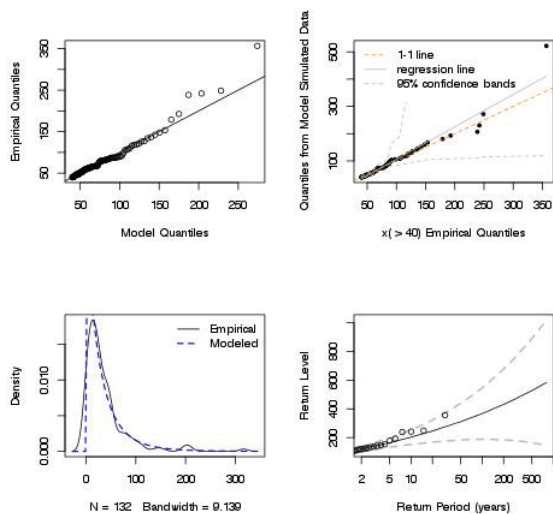 Empirical Quantiles
50
150
250
350
50
100
150
200
250
Model Quantiles
Quantiles from Model Simulated Data
100
300
500
1-1 line
regression line
95% confidence bands
50
100
150
200
250
300
350
x( > 40) Empirical Quantiles
Density
0.000
0.010
Empirical
Modeled
0
100
200
300
N = 132 Bandwidth = 9.139
Return Level
200
400
600
800
1000
2
5
10
50
100
500
Return Period (years)